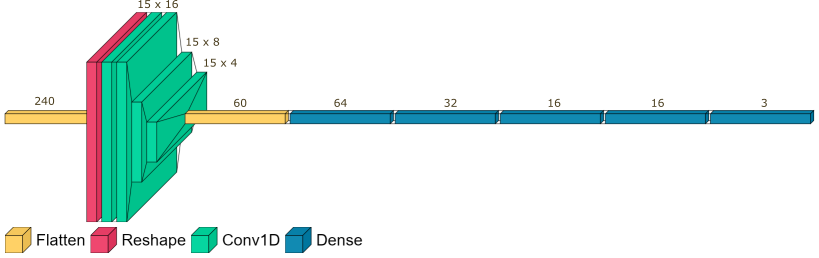 15 x 16
15 x 8
15 x 4
240
60
64
32
16
16
3
Flatten
Reshape
Conv1D
Dense